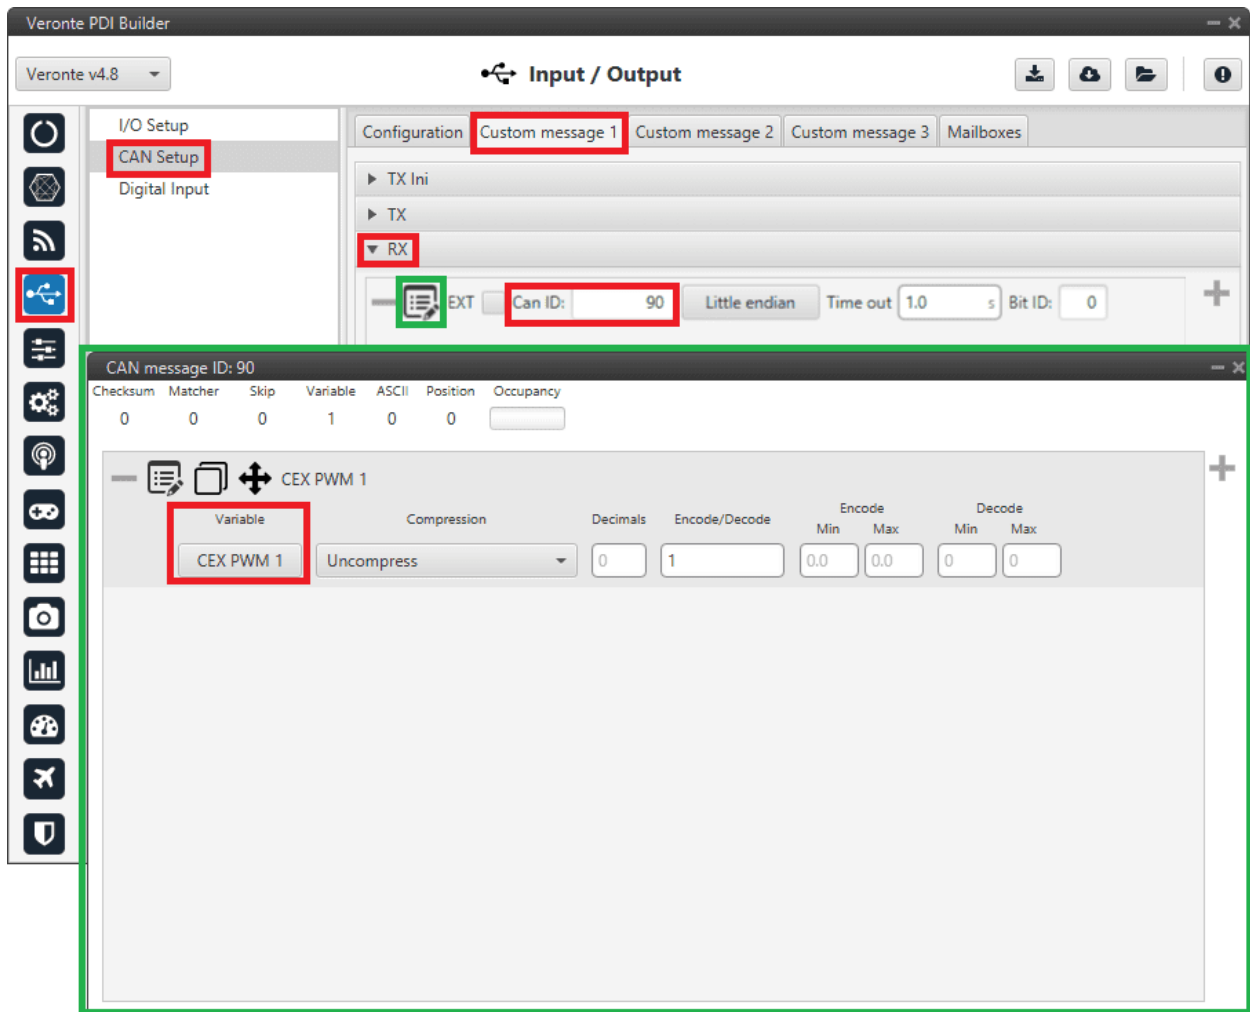 Veronte PDI Builder
Veronte v4.8
Input / Output
I/O Setup
CAN Setup
Digital Input
Configuration Custom message 1 Custom message 2 Custom message 3 Mailboxes
TX Ini
TX
RX
EXT Can ID: 90 Little endian Time out 1.0 s Bit ID: 0
CAN message ID: 90
Checksum Matcher Skip Variable ASCII Position Occupancy
0 0 0 1 0 0
CEX PWM 1
Variable Compression Decimals Encode/Decode Encode Decode
Min Max Min Max
CEX PWM 1 Uncompress 0 1 0.0 0.0 0 0